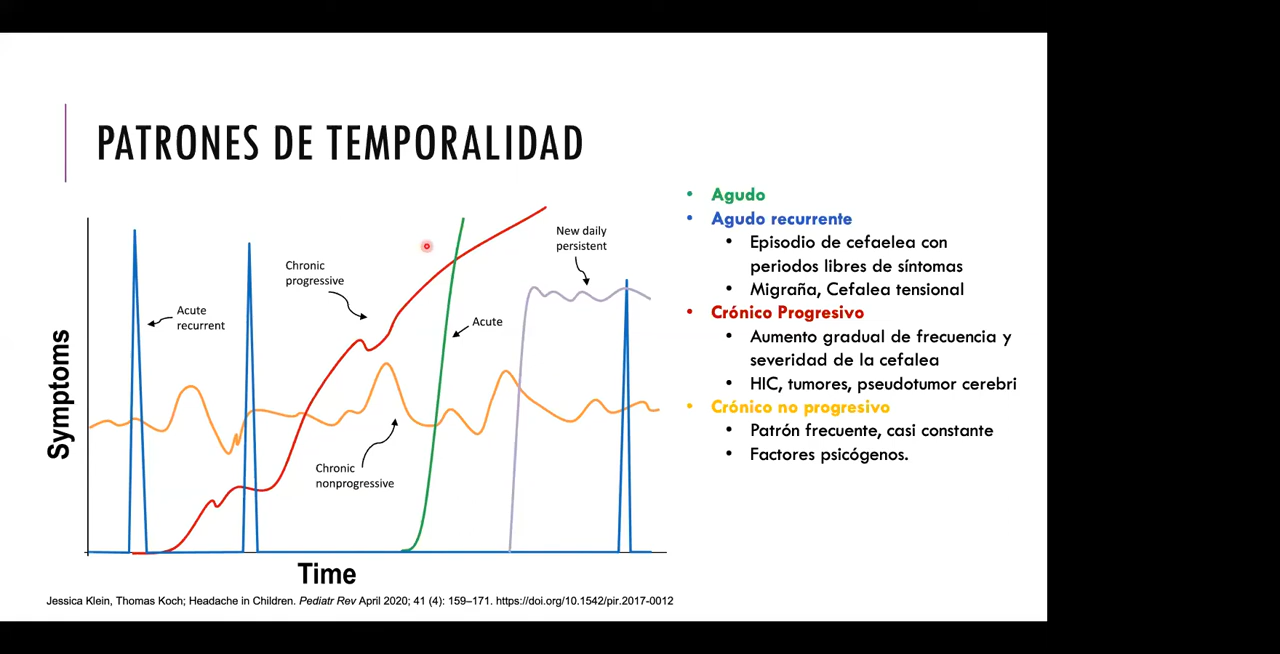 PATRONES DE TEMPORALIDAD
Symptoms
Acute
recurrent
Chronic
progressive
Chronic
nonprogressive
Acute
New daily
persistent
Time
• Agudo
• Agudo recurrente
• Episodio de cefaelea con
periodos libres de síntomas
• Migraña, Cefalea tensional
• Crónico Progresivo
• Aumento gradual de frecuencia y
severidad de la cefalea
• HIC, tumores, pseudotumor cerebri
• Crónico no progresivo
• Patrón frecuente, casi constante
• Factores psicógenos.
Jessica Klein, Thomas Koch; Headache in Children. Pediatr Rev April 2020; 41 (4): 159–171. https://doi.org/10.1542/pir.2017-0012